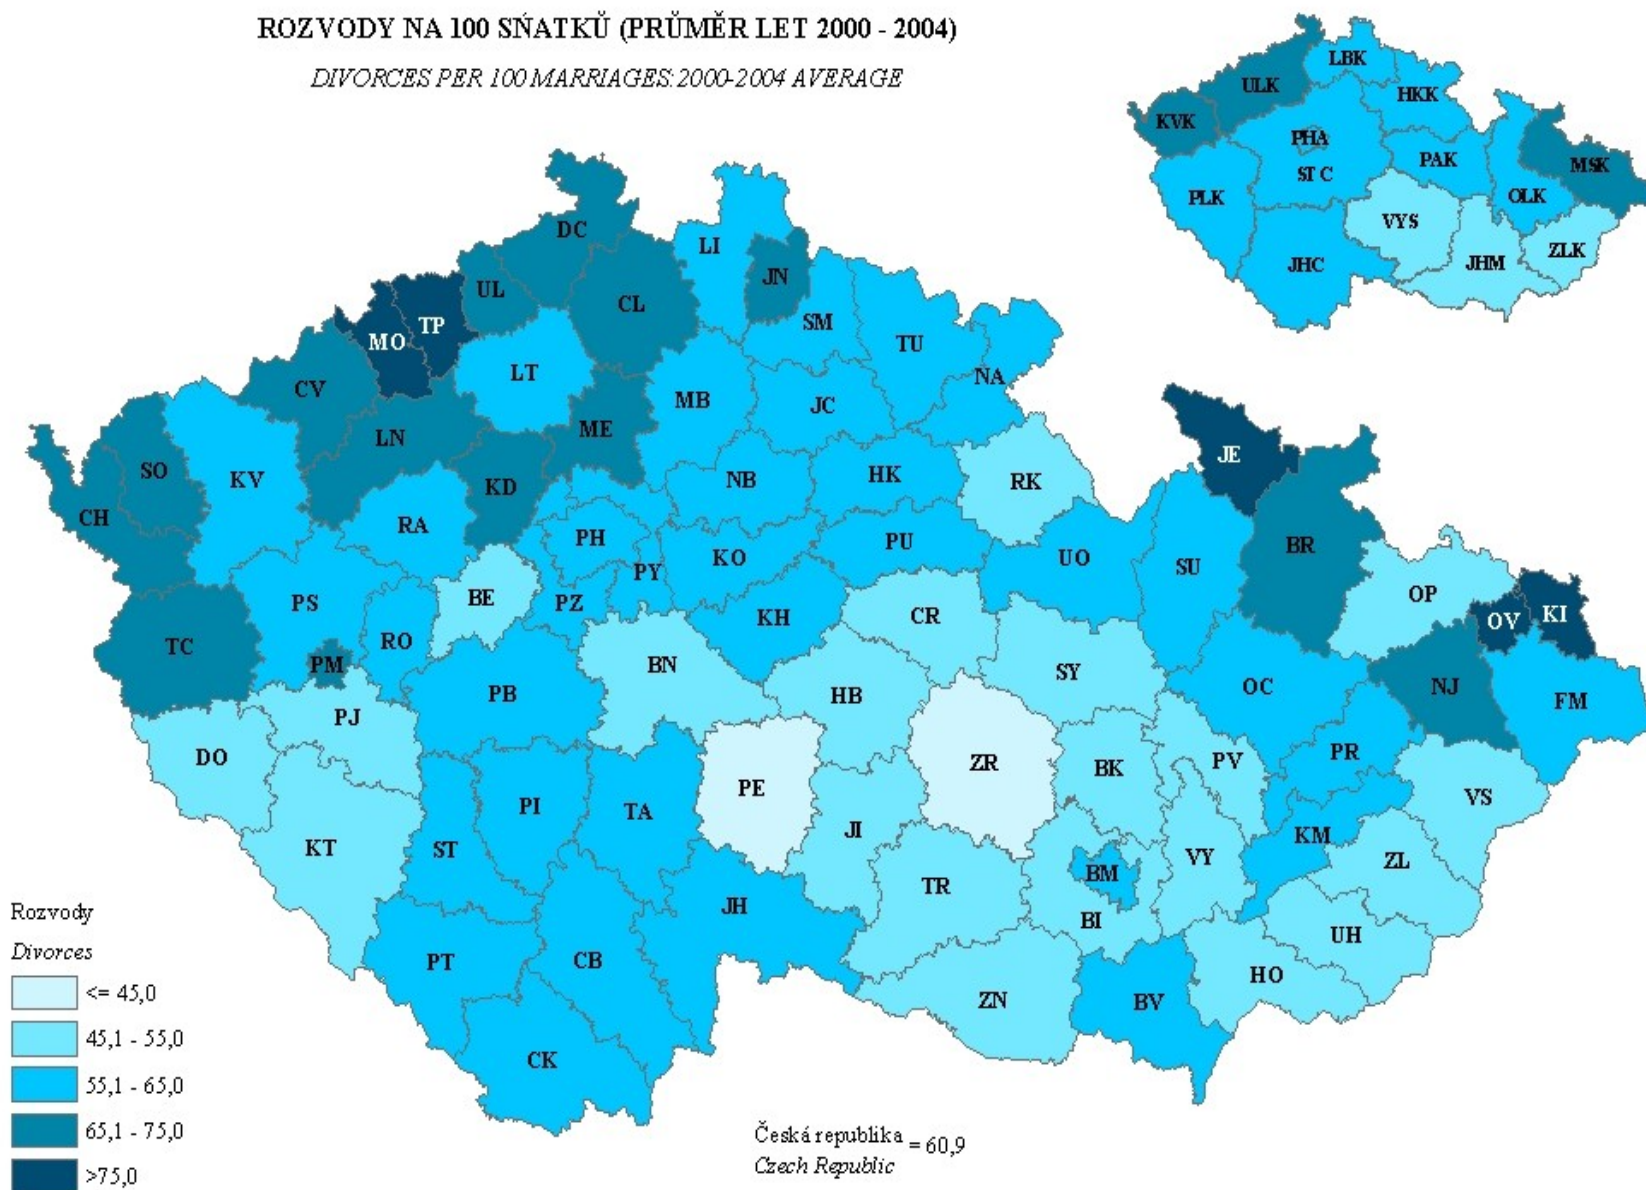 ROZVODY NA 100 SŇATKŮ (PRŮMĚR LET 2000 - 2004)
DIVORCES PER 100 MARRIAGES: 2000-2004 AVERAGE
LBK
ULK
HKK
KVK
PHA
PAK
MSK
STC
PLK
OLK
VYS
ZLK
JHC
JHM
DC
LI
JN
UL
CL
TP
MO
SM
TU
LT
NA
CV
MB
JC
LN
ME
JE
SO
KV
NB
HK
RK
KD
CH
RA
PH
PU
BR
KO
UO
PY
SU
PS
BE
PZ
OP
CR
KH
OV
KI
TC
RO
PM
BN
SY
PB
HB
OC
NJ
FM
PJ
DO
PR
ZR
BK
PV
PE
VS
PI
TA
JI
KT
ST
KM
VY
ZL
BM
TR
JH
BI
UH
PT
CB
HO
ZN
BV
CK
Rozvody
Divorces
<= 45,0
45,1 - 55,0
55,1 - 65,0
65,1 - 75,0
>75,0
Česká republika = 60,9
Czech Republic